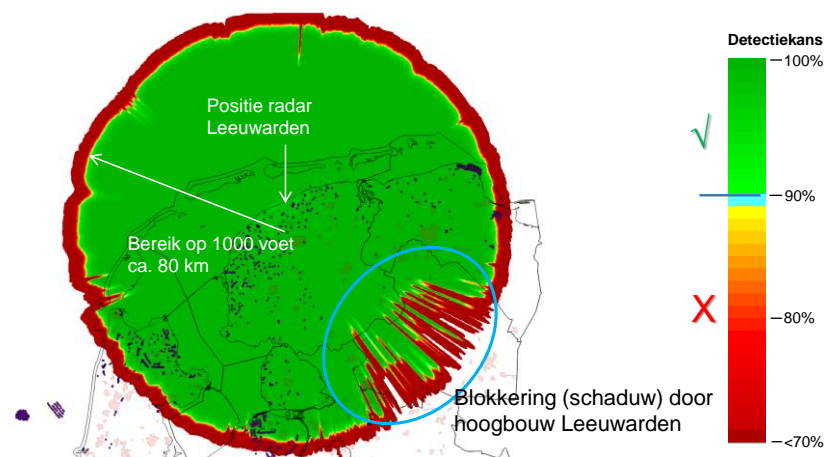 Detectiekans
100%
Positie radar
Leeuwarden
√
90%
Bereik op 1000 voet
ca. 80 km
X
80%
Blokkering (schaduw) door
hoogbouw Leeuwarden
<70%